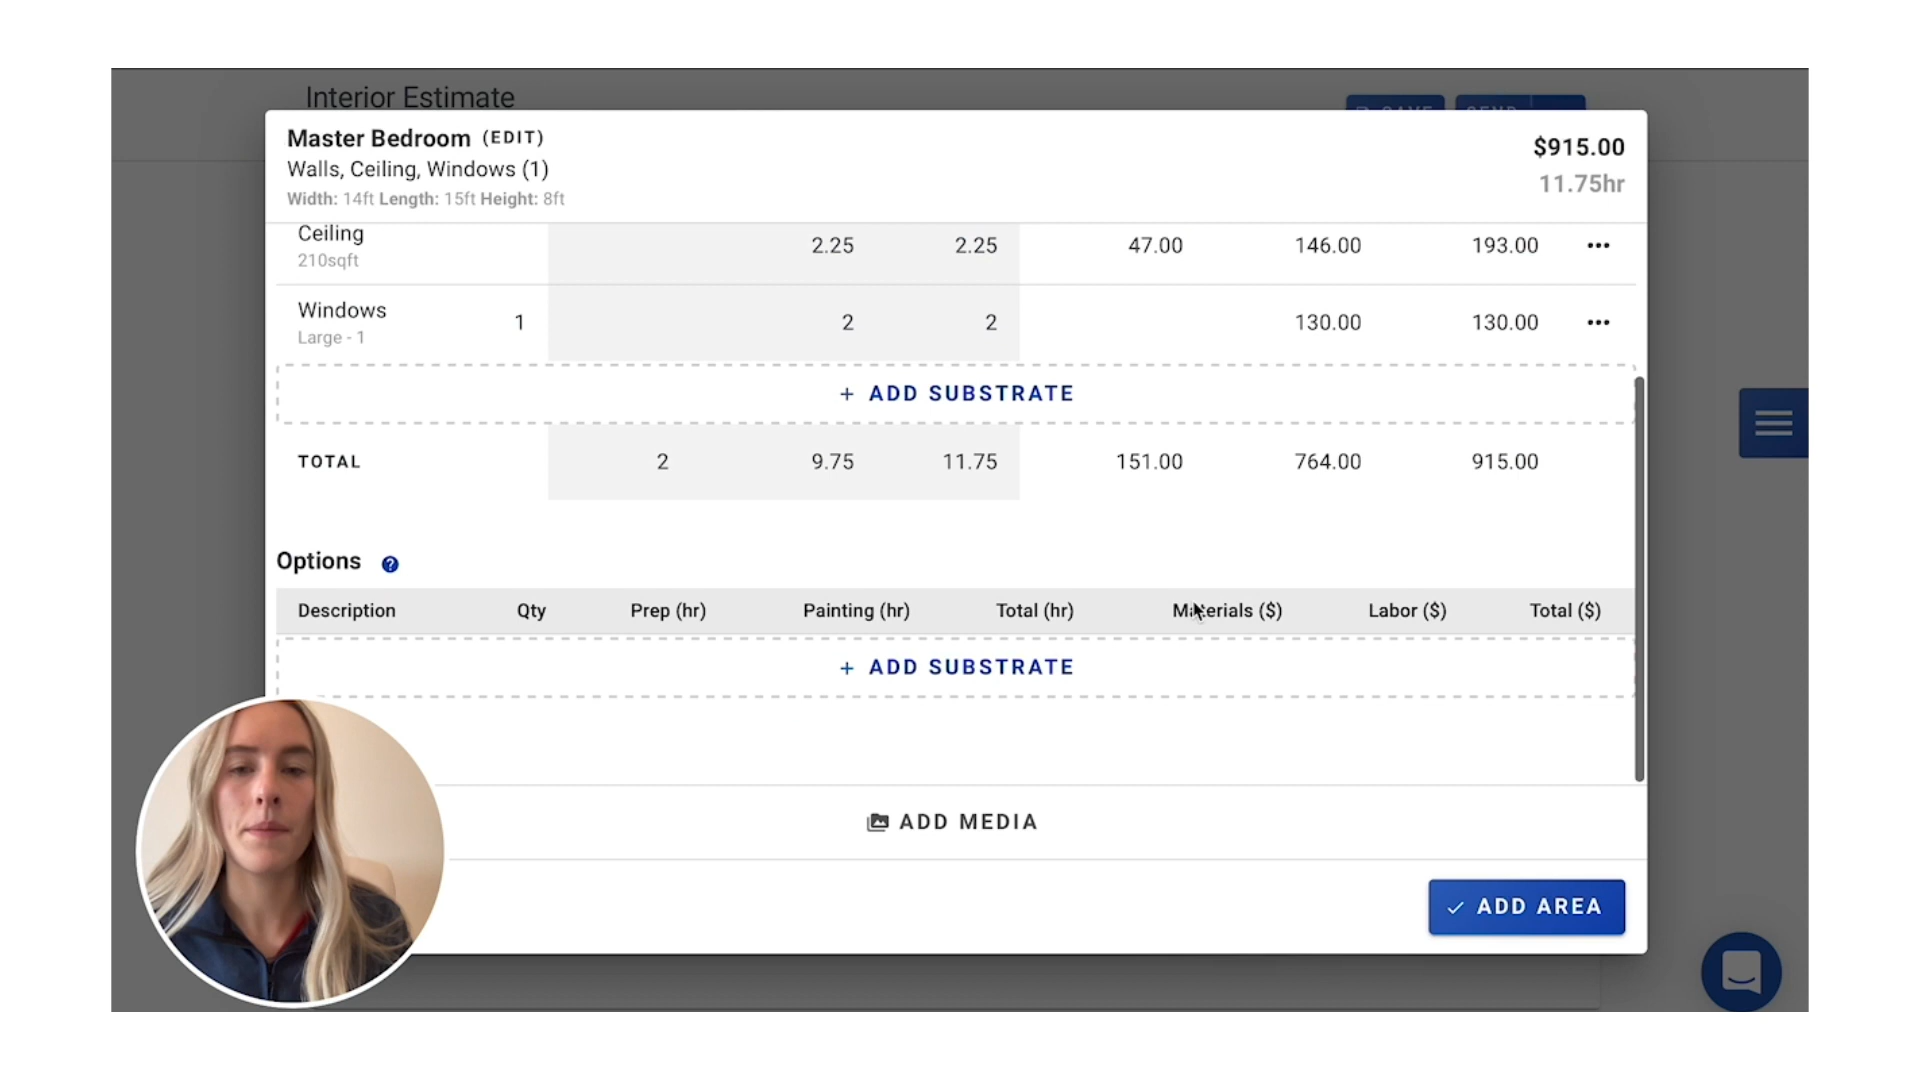 Interior Estimate
SAVE SEND
Master Bedroom (EDIT)
$915.00
Walls, Ceiling, Windows (1)
11.75hr
Width: 14ft Length: 15ft Height: 8ft
Ceiling 2.25 2.25 47.00 146.00 193.00
210sqft
Windows 1 2 2 130.00 130.00
Large - 1
+ ADD SUBSTRATE
TOTAL 2 9.75 11.75 151.00 764.00 915.00
Options ?
Description Qty Prep (hr) Painting (hr) Total (hr) Materials ($) Labor ($) Total ($)
+ ADD SUBSTRATE
ADD MEDIA
ADD AREA